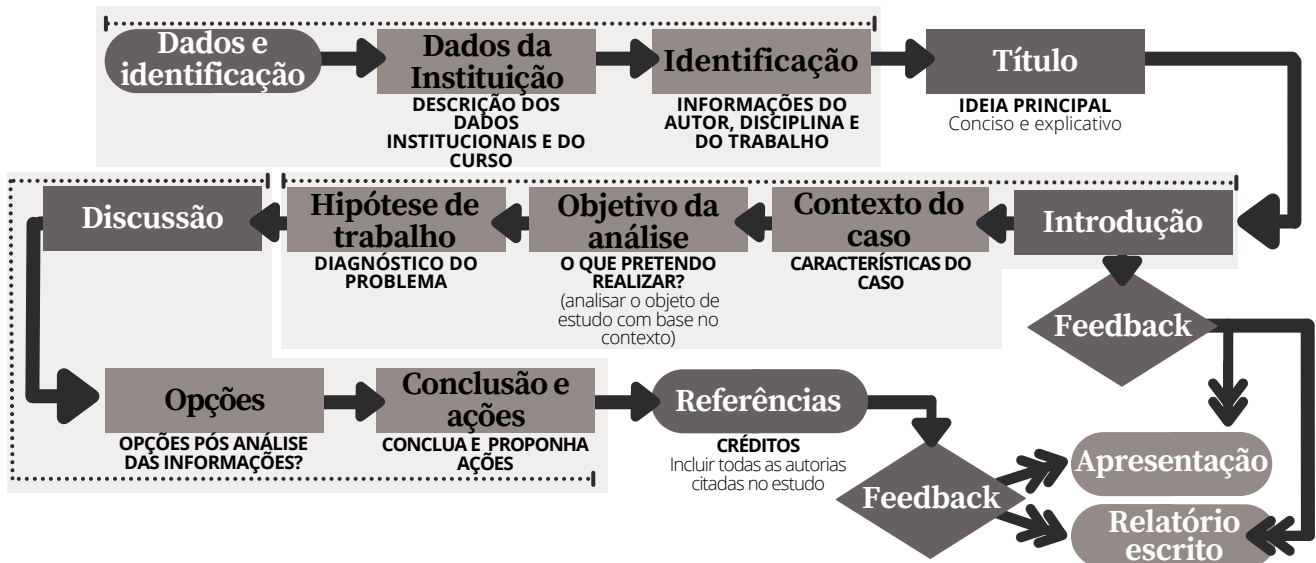 Dados e
identificação
Dados da
Instituição
DESCRIÇÃO DOS
DADOS
INSTITUCIONAIS E DO
CURSO
Identificação
INFORMAÇÕES DO
AUTOR, DISCIPLINA E
DO TRABALHO
Título
IDEIA PRINCIPAL
Conciso e explicativo
Introdução
Contexto do
caso
CARACTERÍSTICAS DO
CASO
Objetivo da
análise
O QUE PRETENDO
REALIZAR?
(analisar o objeto de
estudo com base no
contexto)
Hipótese de
trabalho
DIAGNÓSTICO DO
PROBLEMA
Discussão
Feedback
Opções
OPÇÕES PÓS ANÁLISE
DAS INFORMAÇÕES?
Conclusão e
ações
CONCLUA E PROPONHA
AÇÕES
Referências
CRÉDITOS
Incluir todas as autorias
citadas no estudo
Feedback
Apresentação
Relatório
escrito